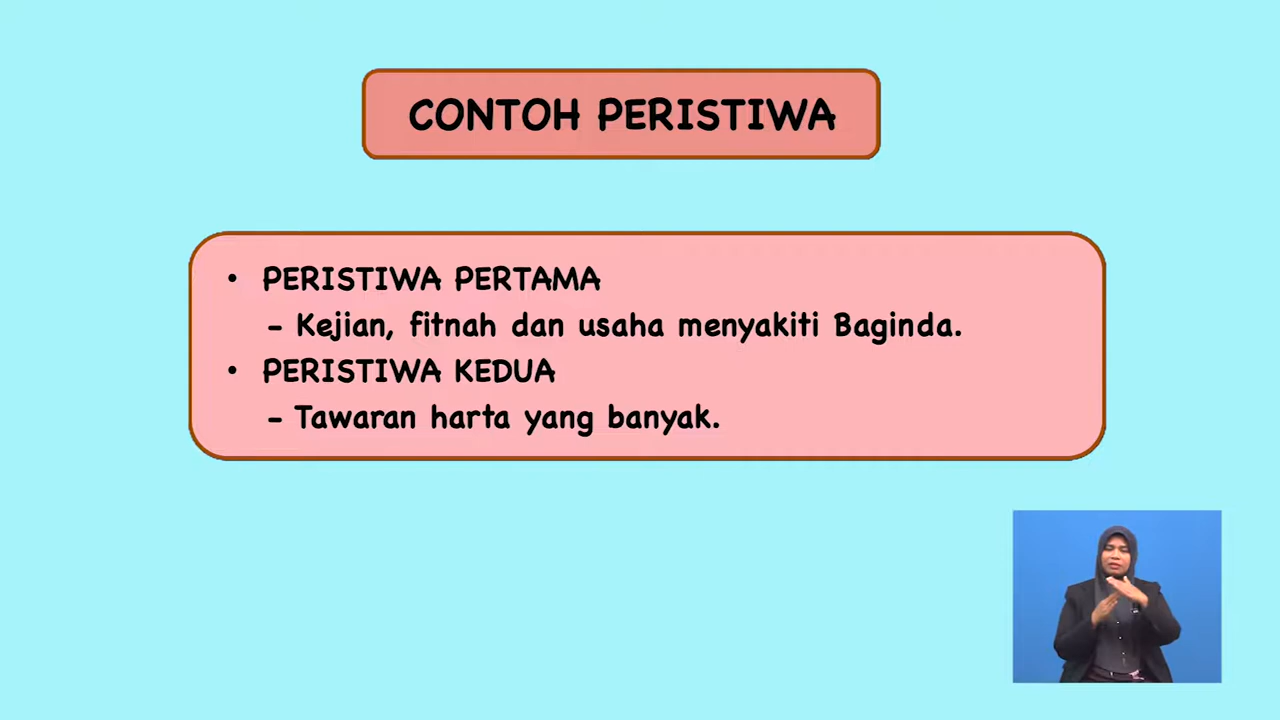 CONTOH PERISTIWA
• PERISTIWA PERTAMA
- Kejian, fitnah dan usaha menyakiti Baginda.
• PERISTIWA KEDUA
- Tawaran harta yang banyak.